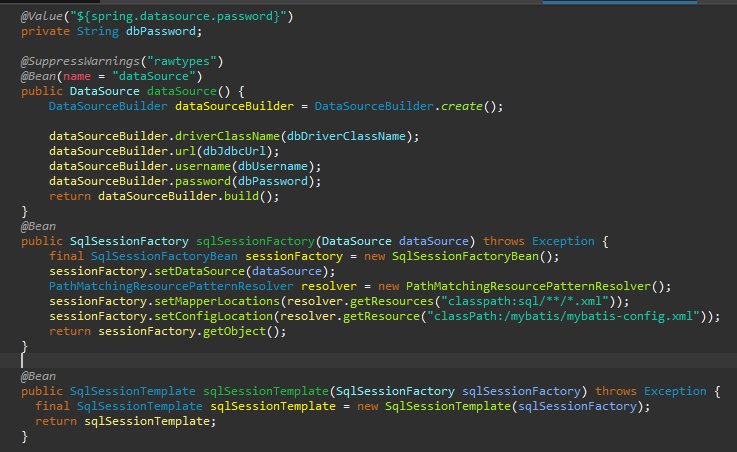 @Value("${spring.datasource.password}")
private String dbPassword;
@SuppressWarnings("rawtypes")
@Bean(name = "dataSource")
public DataSource dataSource() {
DataSourceBuilder dataSourceBuilder = DataSourceBuilder.create();
dataSourceBuilder.driverClassName(dbDriverClassName);
dataSourceBuilder.url(dbJdbcUrl);
dataSourceBuilder.username(dbUsername);
dataSourceBuilder.password(dbPassword);
return dataSourceBuilder.build();
}
@Bean
public SqlSessionFactory sqlSessionFactory(DataSource dataSource) throws Exception {
final SqlSessionFactoryBean sessionFactory = new SqlSessionFactoryBean();
sessionFactory.setDataSource(dataSource);
PathMatchingResourcePatternResolver resolver = new PathMatchingResourcePatternResolver();
sessionFactory.setMapperLocations(resolver.getResources("classpath:sql/**/*.xml"));
sessionFactory.setConfigLocation(resolver.getResource("classPath:/mybatis/mybatis-config.xml"));
return sessionFactory.getObject();
}
@Bean
public SqlSessionTemplate sqlSessionTemplate(SqlSessionFactory sqlSessionFactory) throws Exception {
final SqlSessionTemplate sqlSessionTemplate = new SqlSessionTemplate(sqlSessionFactory);
return sqlSessionTemplate;
}